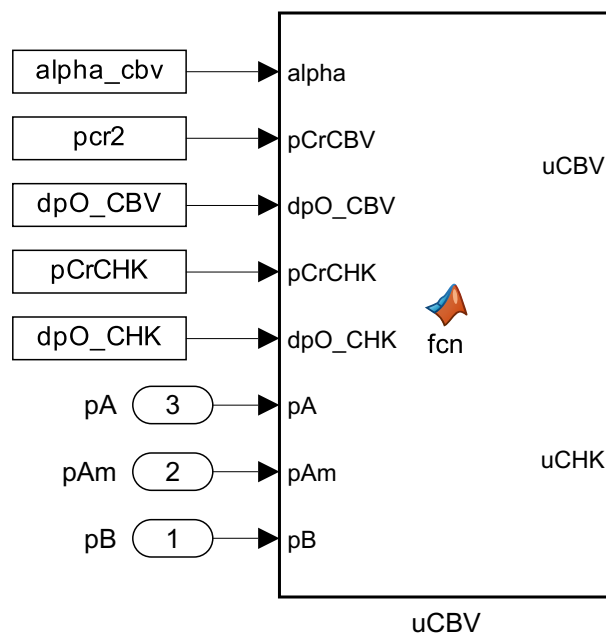 alpha_cbv
alpha
pcr2
pCrCBV
uCBV
dpO_CBV
dpO_CBV
pCrCHK
pCrCHK
dpO_CHK
dpO_CHK
fcn
pA
3
pA
pAm
2
pAm
uCHK
pB
1
pB
uCBV